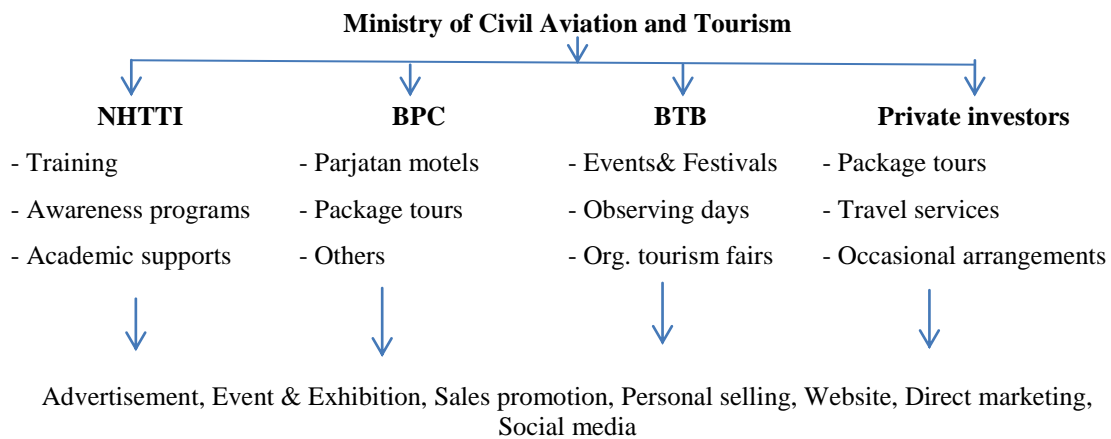 Ministry of Civil Aviation and Tourism
NHTTI BPC BTB Private investors
- Training - Parjatan motels - Events& Festivals - Package tours
- Awareness programs - Package tours - Observing days - Travel services
- Academic supports - Others - Org. tourism fairs - Occasional arrangements
Advertisement, Event & Exhibition, Sales promotion, Personal selling, Website, Direct marketing,
Social media